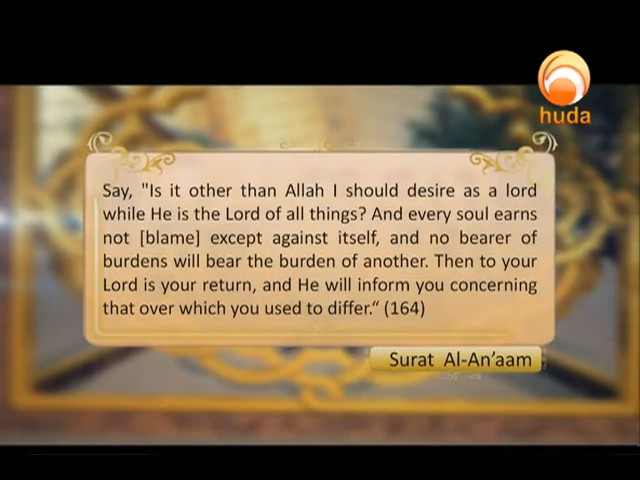 huda
Say, "Is it other than Allah I should desire as a lord
while He is the Lord of all things? And every soul earns
not [blame] except against itself, and no bearer of
burdens will bear the burden of another. Then to your
Lord is your return, and He will inform you concerning
that over which you used to differ.“ (164)
Surat Al-An’aam